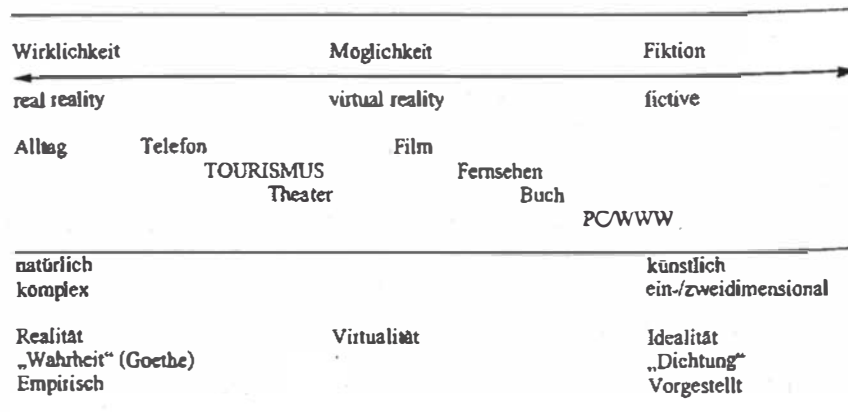 Wirklichkeit Möglichkeit Fiktion
real reality virtual reality fictive
Alltag Telefon Film
TOURISMUS Fernsehen
Theater Buch
PC/WWW
natürlich künstlich
komplex ein-/zweidimensional
Realität Virtualität Idealität
„Wahrheit“ (Goethe) „Dichtung“
Empirisch Vorgestellt